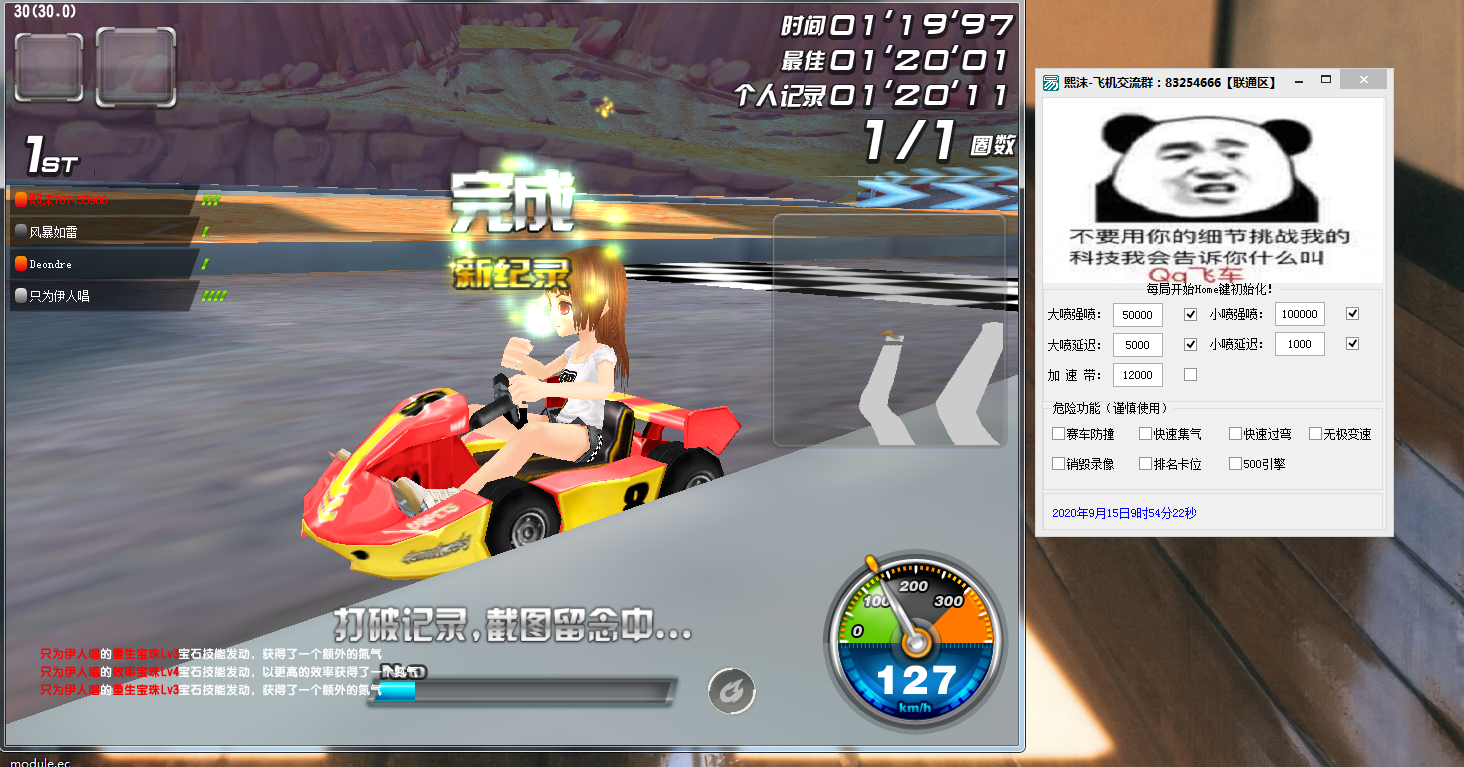 30(30.0)
时间01'19'97
最佳01'20'01
个人记录01'20'11
1/1 圈数
1ST
风暴如雷
Deondre
只为伊人唱
完成
新纪录
8
打破记录,截图留念中...
只为伊人唱的重生宝珠Lv3宝石技能发动，获得了一个额外的氮气
只为伊人唱的效率宝珠Lv4宝石技能发动，以更高的效率获得了一个氮气
只为伊人唱的重生宝珠Lv3宝石技能发动，获得了一个额外的氮气
0
100
200
300
127
km/h
module.ec
熙沫-飞机交流群：83254666【联通区】
不要用你的细节挑战我的
科技我会告诉你什么叫
Qq飞车
每局开始Home键初始化！
大喷强喷： 50000 小喷强喷： 100000
大喷延迟： 5000 小喷延迟： 1000
加 速 带： 12000
危险功能（谨慎使用）
赛车防撞 快速集气 快速过弯 无极变速
销毁录像 排名卡位 500引擎
2020年9月15日9时54分22秒